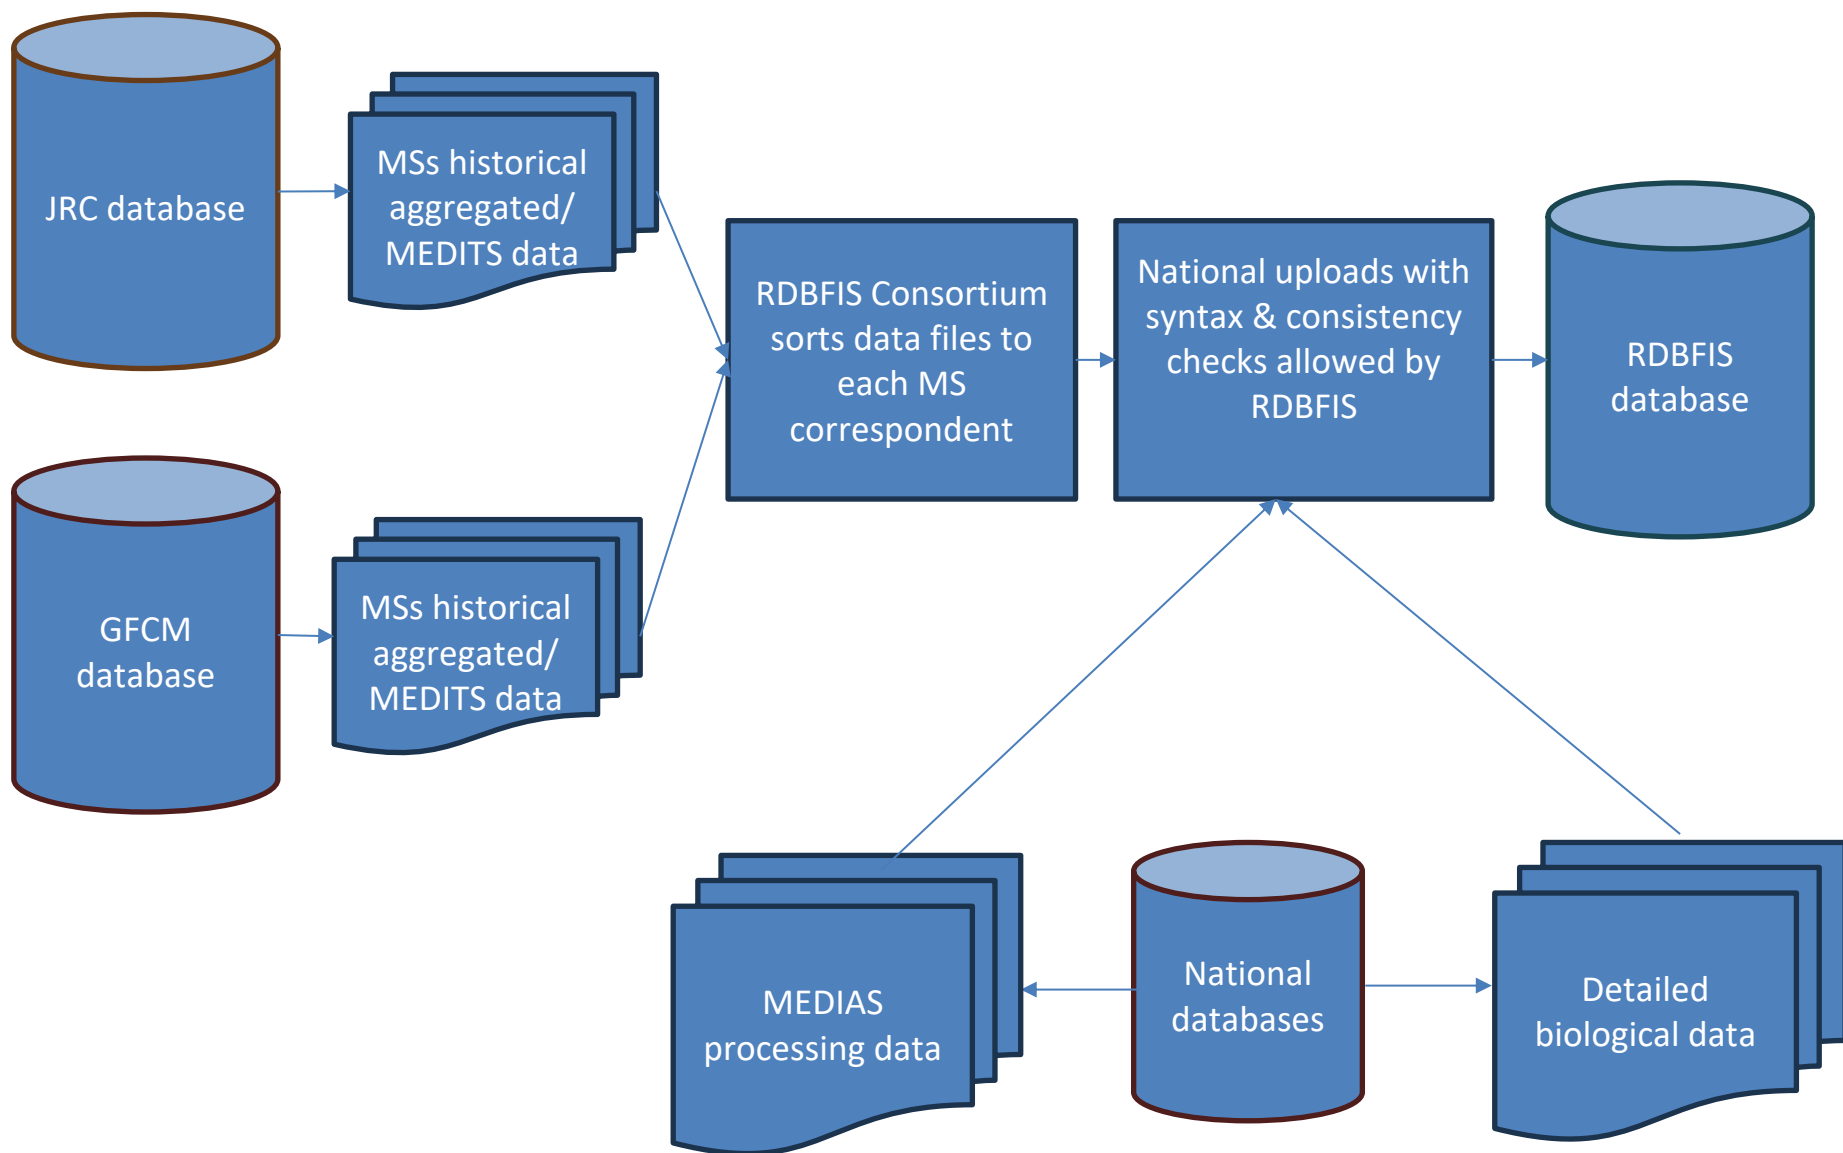 JRC database
MSs historical
aggregated/
MEDITS data
RDBFIS Consortium
sorts data files to
each MS
correspondent
National uploads with
syntax & consistency
checks allowed by
RDBFIS
RDBFIS
database
GFCM
database
MSs historical
aggregated/
MEDITS data
MEDIAS
processing data
National
databases
Detailed
biological data